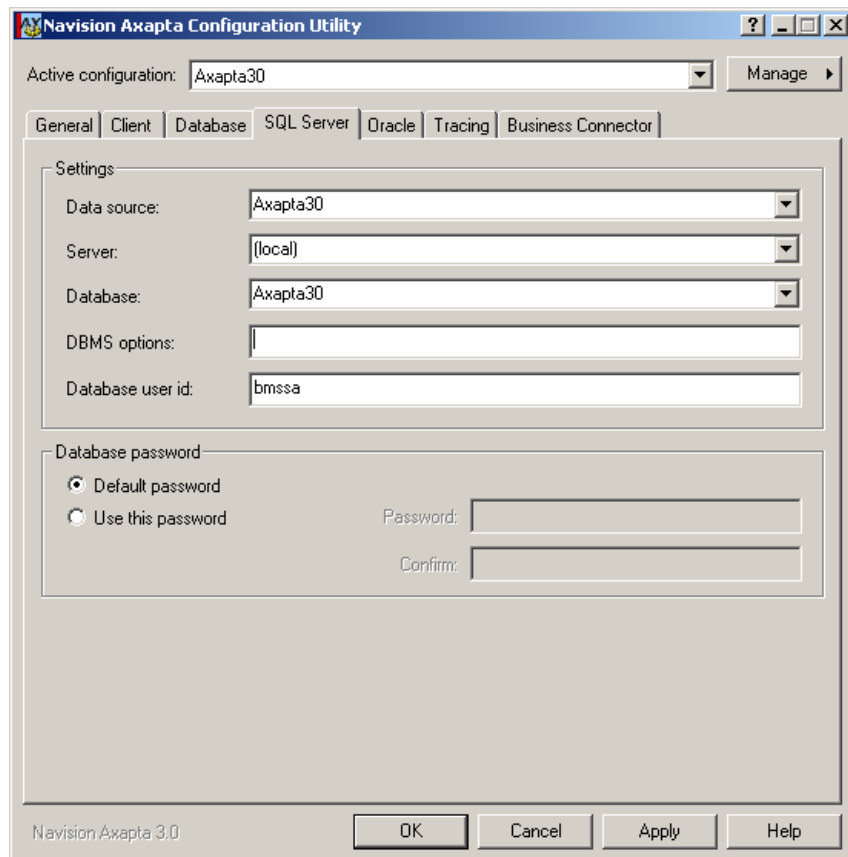 Navision Axapta Configuration Utility
Active configuration: Axapta30 Manage
General Client Database SQL Server Oracle Tracing Business Connector
Settings
Data source: Axapta30
Server: (local)
Database: Axapta30
DBMS options:
Database user id: bmssa
Database password
Default password
Use this password Password:
Confirm:
Navision Axapta 3.0 OK Cancel Apply Help